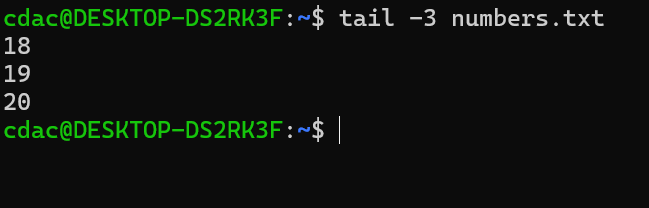 cdac@DESKTOP-DS2RK3F:~$ tail -3 numbers.txt
18
19
20
cdac@DESKTOP-DS2RK3F:~$